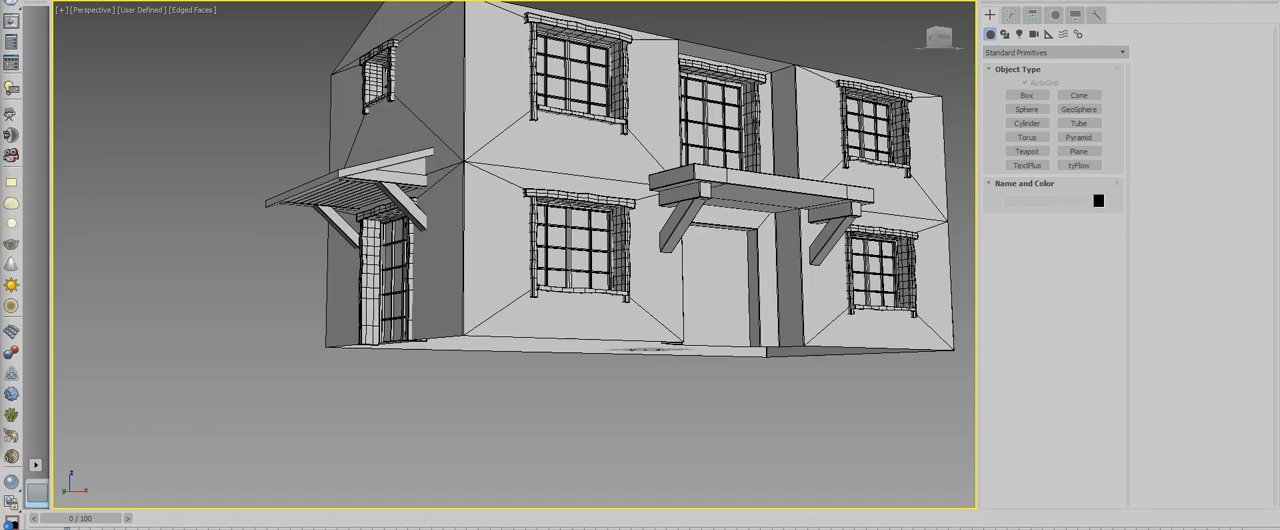 [+] [Perspective] [User Defined] [Edged Faces]
Standard Primitives
Object Type
AutoGrid
Box Cone
Sphere GeoSphere
Cylinder Tube
Torus Pyramid
Teapot Plane
TextPlus tyFlow
Name and Color
z
y x
< 0 / 100 >